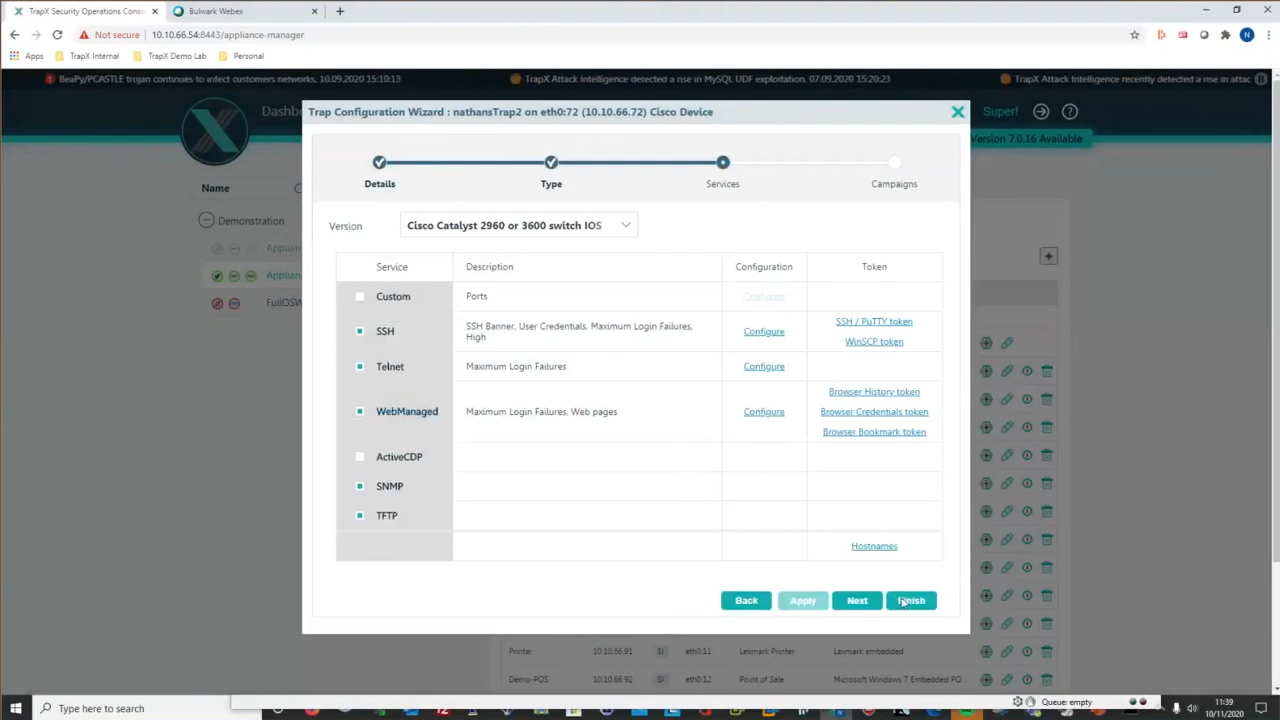 TrapX Security Operations Conso
Bulwark Webex
Not secure
10.10.66.54:8443/appliance-manager
Apps
TrapX Internal
TrapX Demo Lab
Personal
BeaPy/PCASTLE trojan continues to infect customers networks, 10.09.2020 15:10:13
TrapX Attack Intelligence detected a rise in MySQL UDF exploitation, 07.09.2020 15:20:23
TrapX Attack Intelligence recently detected a rise in attac
Dashb
Super!
Version 7.0.16 Available
Name
Demonstration
Applian
Applian
FullOSW
Trap Configuration Wizard : nathansTrap2 on eth0:72 (10.10.66.72) Cisco Device
Details
Type
Services
Campaigns
Version
Cisco Catalyst 2960 or 3600 switch IOS
Service
Description
Configuration
Token
Custom
Ports
Configure
SSH
SSH Banner, User Credentials, Maximum Login Failures,
High
Configure
SSH / PuTTY token
WinSCP token
Telnet
Maximum Login Failures
Configure
WebManaged
Maximum Login Failures, Web pages
Configure
Browser History token
Browser Credentials token
Browser Bookmark token
ActiveCDP
SNMP
TFTP
Hostnames
Back
Apply
Next
Finish
Printer
10.10.66.91
eth0:11
Lexmark Printer
Lexmark embedded
Demo-POS
10.10.66.92
eth0:12
Point of Sale
Microsoft Windows 7 Embedded PO...
Type here to search
Queue: empty
11:39
10/11/2020